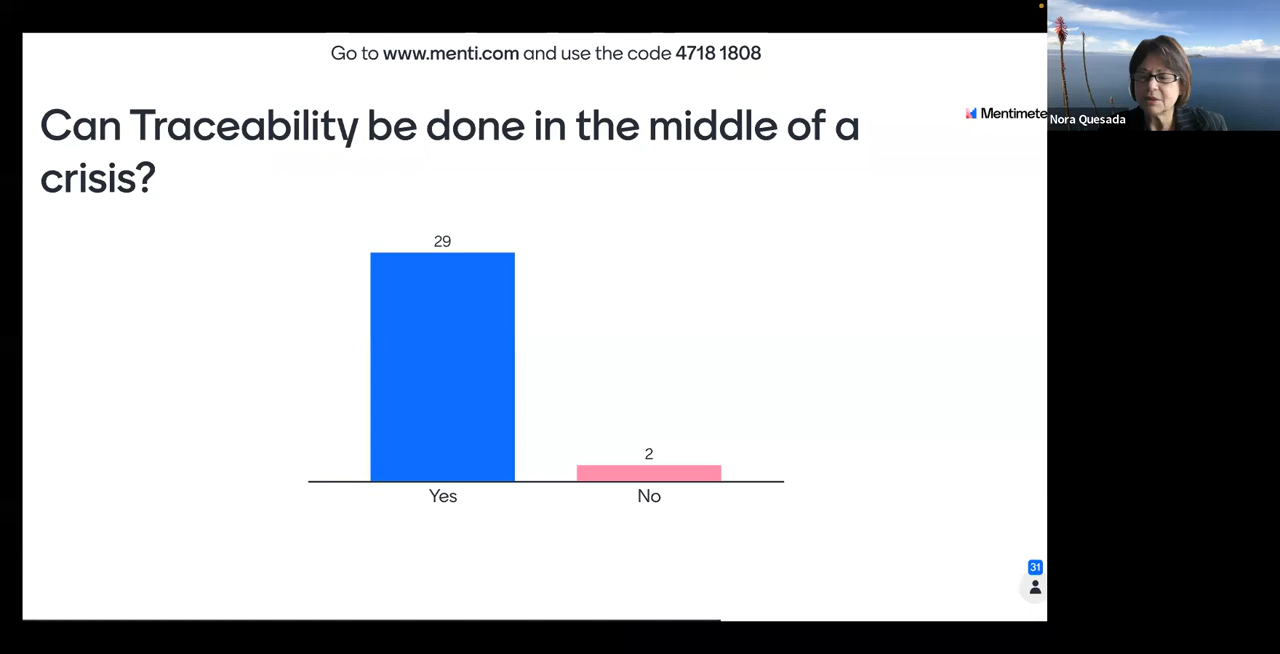 Go to www.menti.com and use the code 4718 1808
Can Traceability be done in the middle of a
crisis?
Mentimete
Nora Quesada
29
2
Yes
No
31